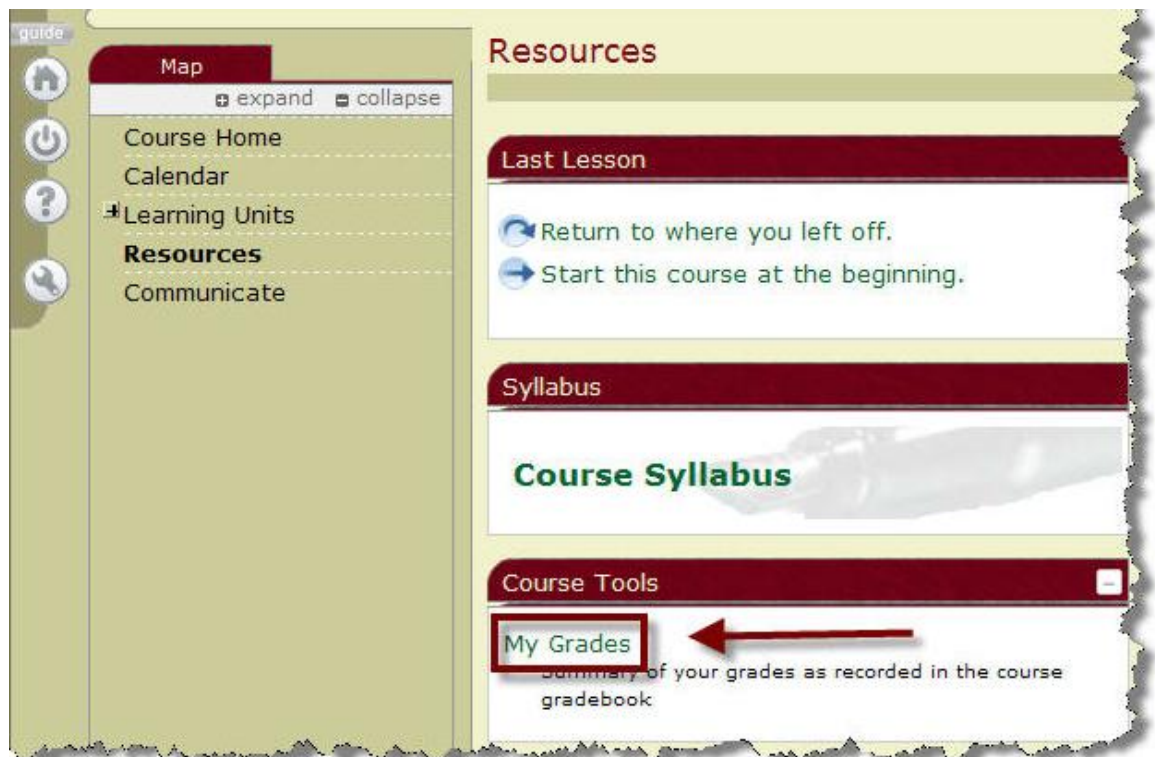 guide
Map
expand collapse
Course Home
Calendar
Learning Units
Resources
Communicate
Resources
Last Lesson
Return to where you left off.
Start this course at the beginning.
Syllabus
Course Syllabus
Course Tools
My Grades
Summary of your grades as recorded in the course
gradebook